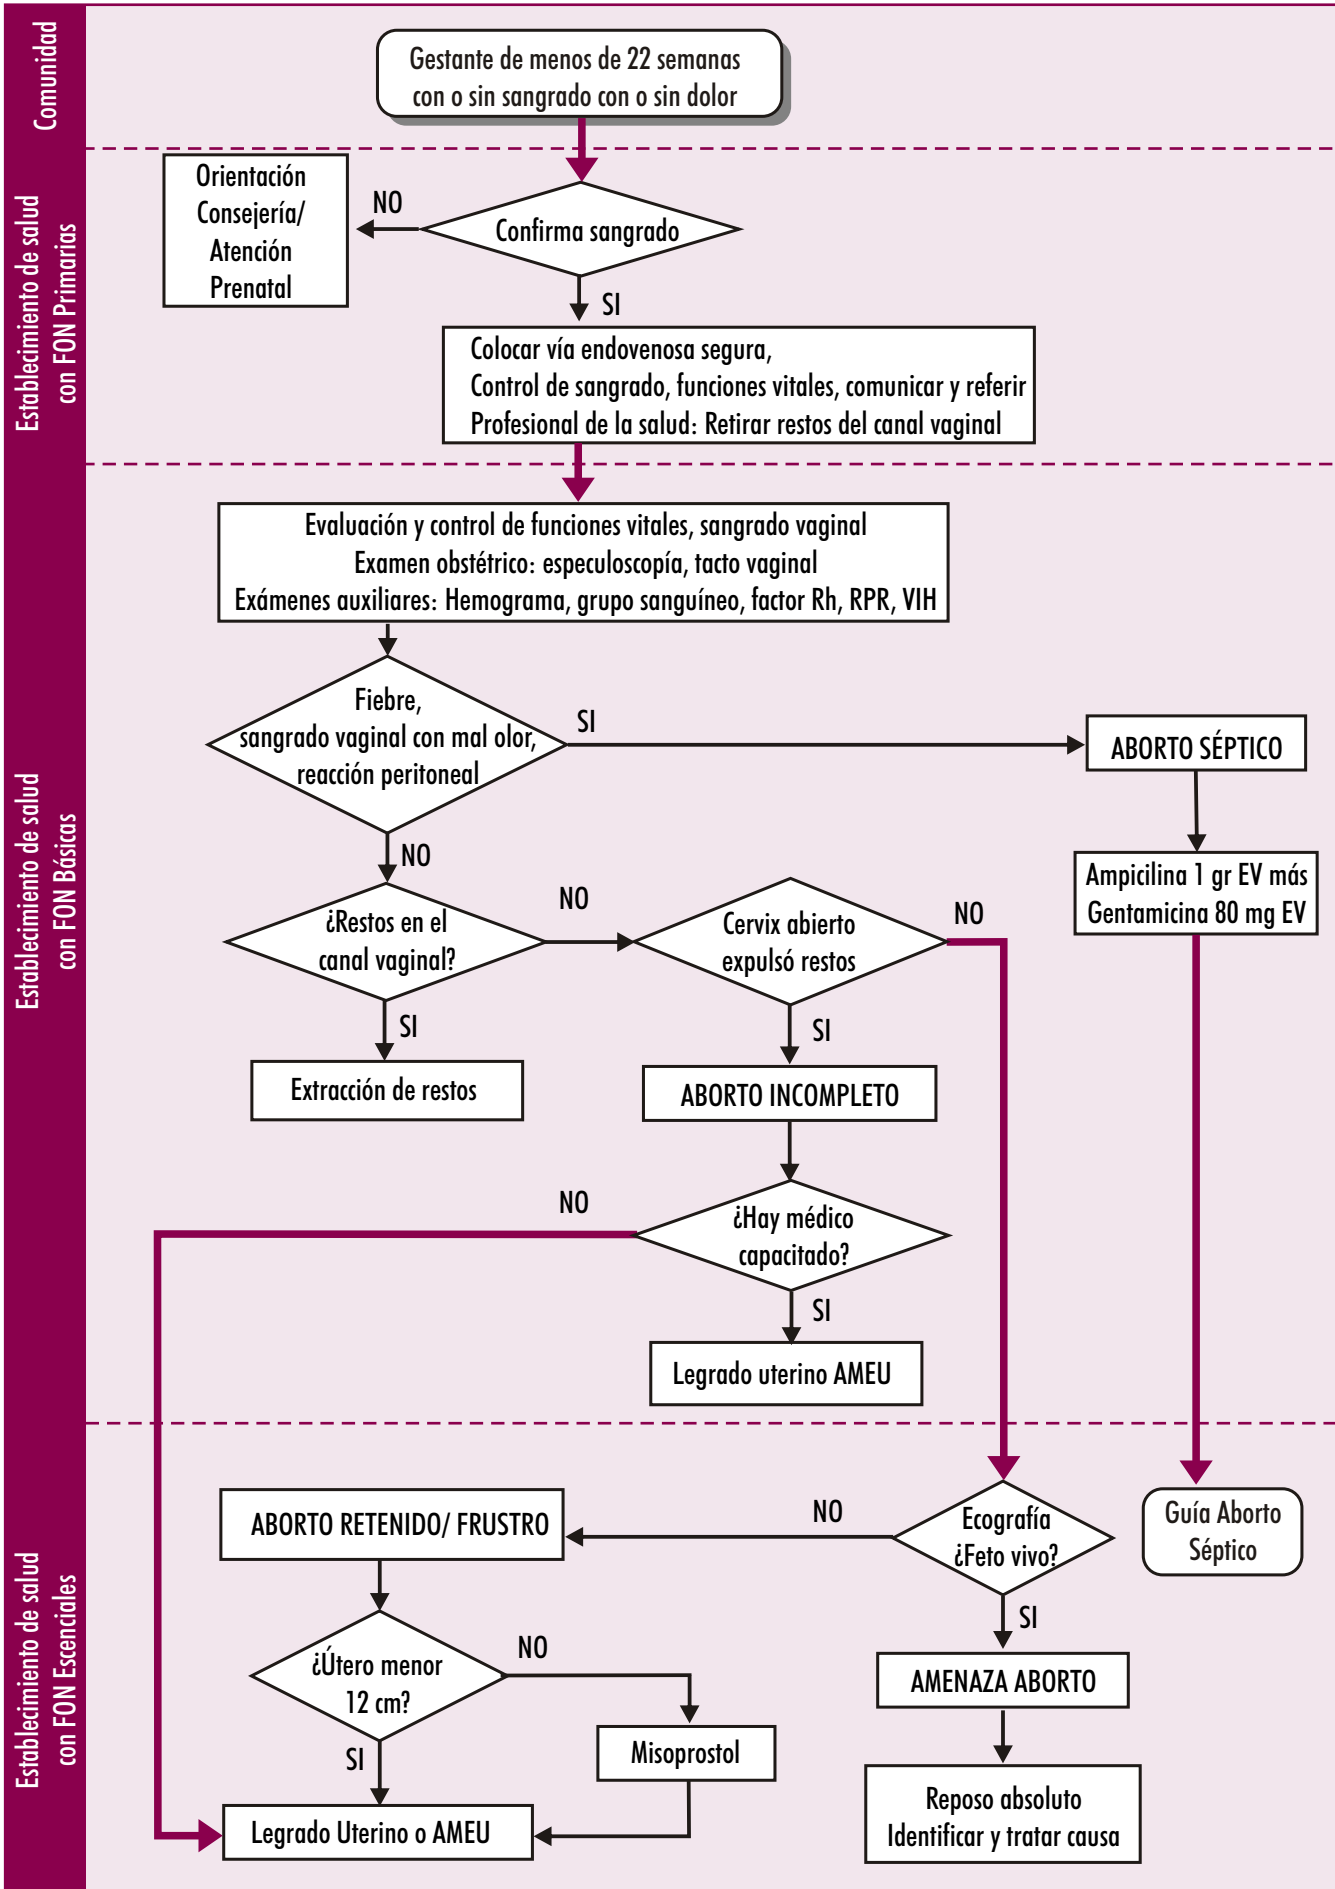 Comunidad
Gestante de menos de 22 semanas
con o sin sangrado con o sin dolor
Establecimiento de salud
con FON Primarias
Orientación
Consejería/
Atención
Prenatal
NO
Confirma sangrado
SI
Colocar vía endovenosa segura,
Control de sangrado, funciones vitales, comunicar y referir
Profesional de la salud: Retirar restos del canal vaginal
Establecimiento de salud
con FON Básicas
Evaluación y control de funciones vitales, sangrado vaginal
Examen obstétrico: especuloscopía, tacto vaginal
Exámenes auxiliares: Hemograma, grupo sanguíneo, factor Rh, RPR, VIH
Fiebre,
sangrado vaginal con mal olor,
reacción peritoneal
SI
ABORTO SÉPTICO
NO
Ampicilina 1 gr EV más
Gentamicina 80 mg EV
¿Restos en el
canal vaginal?
NO
Cervix abierto
expulsó restos
NO
SI
Extracción de restos
SI
ABORTO INCOMPLETO
NO
¿Hay médico
capacitado?
SI
Legrado uterino AMEU
Establecimiento de salud
con FON Escenciales
ABORTO RETENIDO/ FRUSTRO
NO
Ecografía
¿Feto vivo?
Guía Aborto
Séptico
SI
¿Útero menor
12 cm?
NO
AMENAZA ABORTO
Misoprostol
SI
Reposo absoluto
Identificar y tratar causa
Legrado Uterino o AMEU